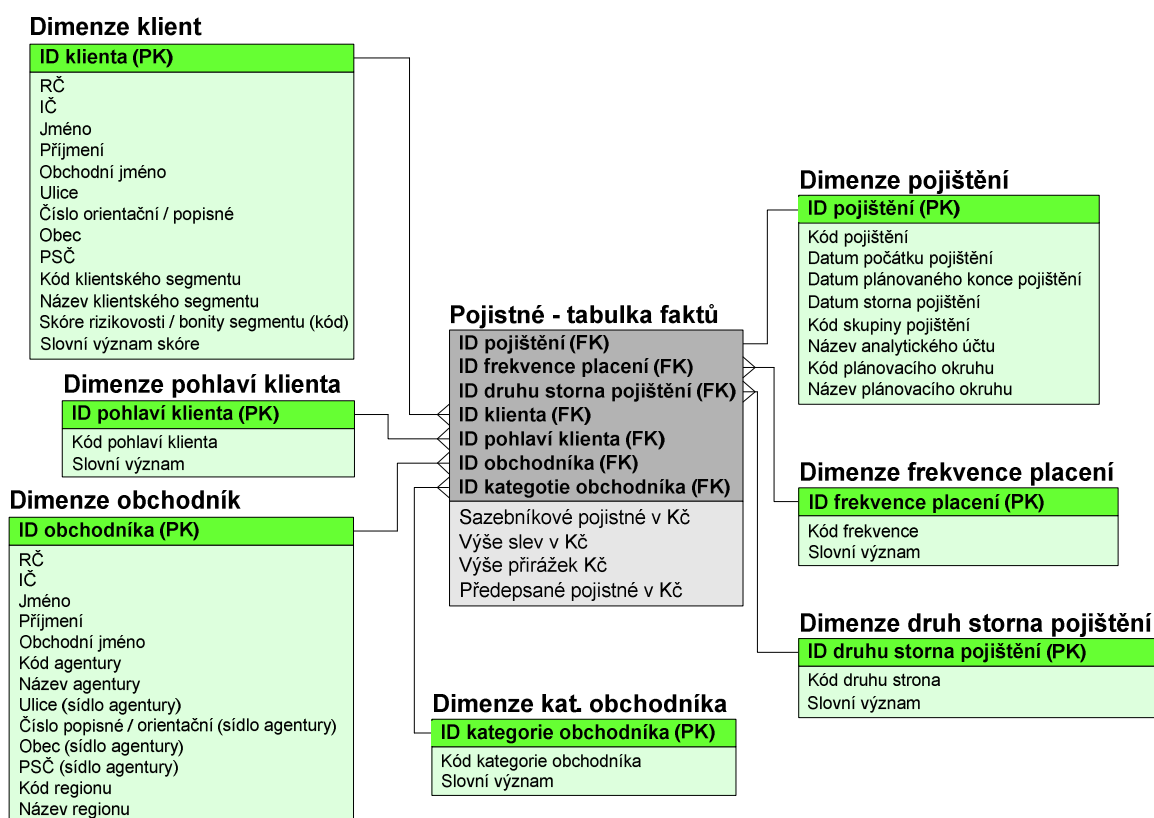 Dimenze klient
ID klienta (PK)
RČ
IČ
Jméno
Příjmení
Obchodní jméno
Ulice
Číslo orientační / popisné
Obec
PSČ
Kód klientského segmentu
Název klientského segmentu
Skóre rizikovosti / bonity segmentu (kód)
Slovní význam skóre
Dimenze pohlaví klienta
ID pohlaví klienta (PK)
Kód pohlaví klienta
Slovní význam
Dimenze obchodník
ID obchodníka (PK)
RČ
IČ
Jméno
Příjmení
Obchodní jméno
Kód agentury
Název agentury
Ulice (sídlo agentury)
Číslo popisné / orientační (sídlo agentury)
Obec (sídlo agentury)
PSČ (sídlo agentury)
Kód regionu
Název regionu
Pojistné - tabulka faktů
ID pojištění (FK)
ID frekvence placení (FK)
ID druhu storna pojištění (FK)
ID klienta (FK)
ID pohlaví klienta (FK)
ID obchodníka (FK)
ID kategotie obchodníka (FK)
Sazebníkové pojistné v Kč
Výše slev v Kč
Výše přirážek Kč
Předepsané pojistné v Kč
Dimenze kat. obchodníka
ID kategorie obchodníka (PK)
Kód kategorie obchodníka
Slovní význam
Dimenze pojištění
ID pojištění (PK)
Kód pojištění
Datum počátku pojištění
Datum plánovaného konce pojištění
Datum storna pojištění
Kód skupiny pojištění
Název analytického účtu
Kód plánovacího okruhu
Název plánovacího okruhu
Dimenze frekvence placení
ID frekvence placení (PK)
Kód frekvence
Slovní význam
Dimenze druh storna pojištění
ID druhu storna pojištění (PK)
Kód druhu strona
Slovní význam